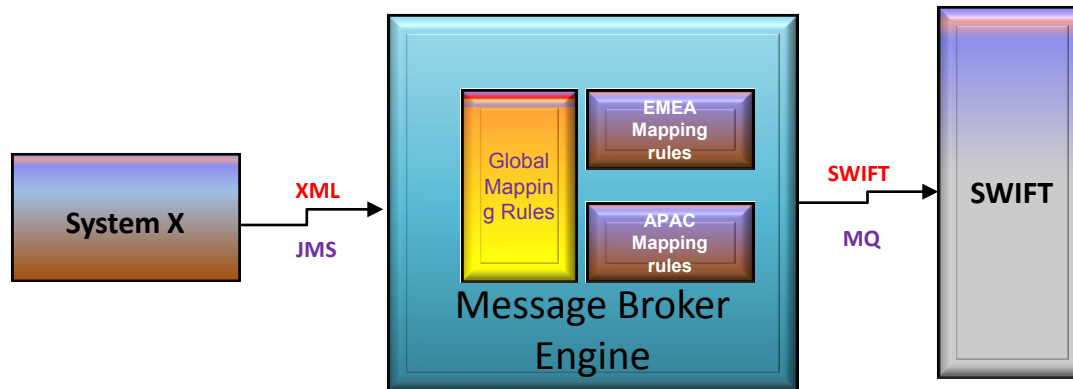 System X
XML
JMS
Global
Mappin
g Rules
EMEA
Mapping
rules
APAC
Mapping
rules
Message Broker
Engine
SWIFT
MQ
SWIFT